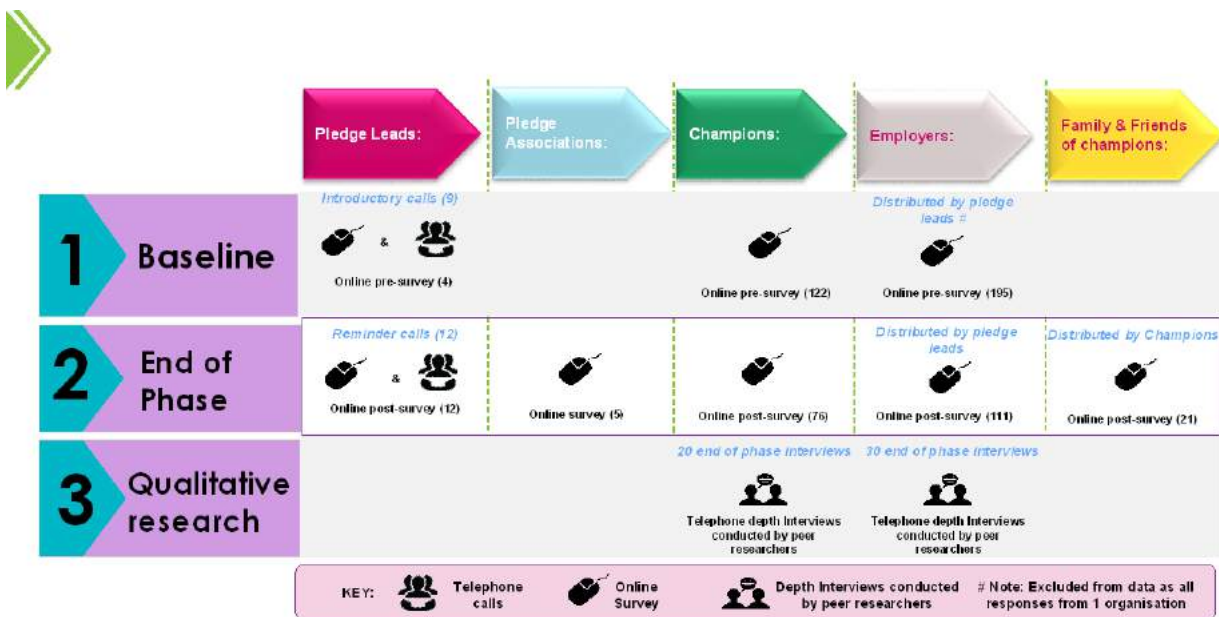 Pledge Leads:
Pledge
Associations:
Champions:
Employers:
Family & Friends
of champions:
1
Baseline
Introductory calls (9)
&
Online pre-survey (4)
Online pre-survey (122)
Distributed by pledge
leads #
Online pre-survey (195)
2
End of
Phase
Reminder calls (12)
&
Online post-survey (12)
Online survey (5)
Online post-survey (76)
Distributed by pledge
leads
Online post-survey (111)
Distributed by Champions
Online post-survey (21)
3
Qualitative
research
20 end of phase interviews
Telephone depth Interviews
conducted by peer
researchers
30 end of phase interviews
Telephone depth Interviews
conducted by peer
researchers
KEY:
Telephone
calls
Online
Survey
Depth Interviews conducted
by peer researchers
# Note: Excluded from data as all
responses from 1 organisation